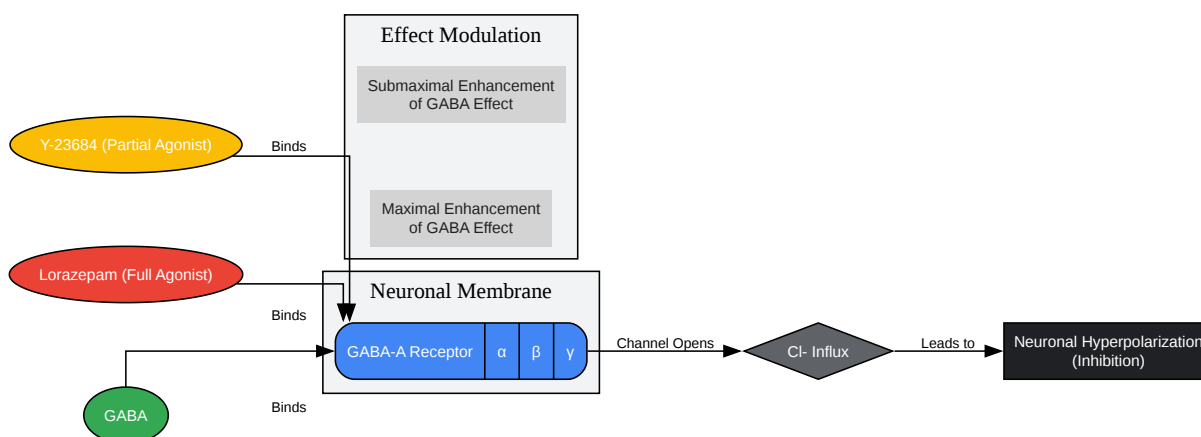 Effect Modulation
Submaximal Enhancement
of GABA Effect
Y-23684 (Partial Agonist)
Binds
Maximal Enhancement
of GABA Effect
Lorazepam (Full Agonist)
Binds
Neuronal Membrane
GABA-A Receptor
α
β
γ
Channel Opens
Cl- Influx
Leads to
Neuronal Hyperpolarization
(Inhibition)
GABA
Binds